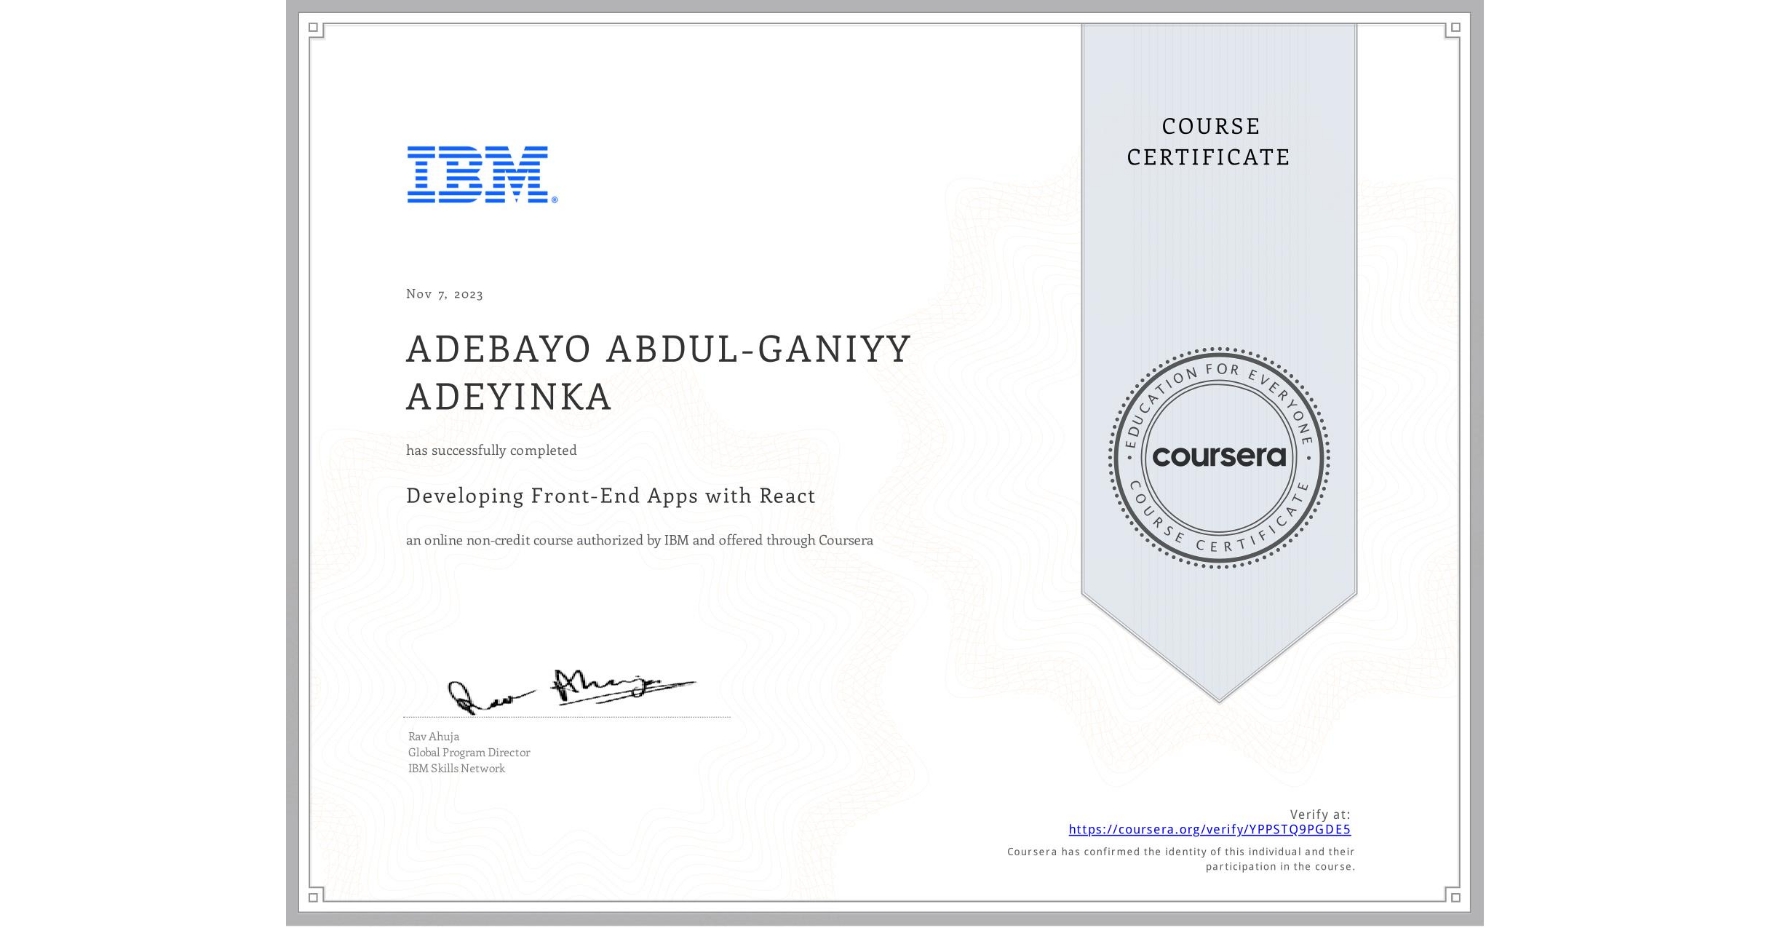 IBM®
COURSE
CERTIFICATE
Nov 7, 2023
ADEBAYO ABDUL-GANIYY
ADEYINKA
has successfully completed
Developing Front-End Apps with React
an online non-credit course authorized by IBM and offered through Coursera
EDUCATION FOR EVERYONE
coursera
COURSE CERTIFICATE
Rav Ahuja
Rav Ahuja
Global Program Director
IBM Skills Network
Verify at:
https://coursera.org/verify/YPPSTQ9PGDE5
Coursera has confirmed the identity of this individual and their
participation in the course.